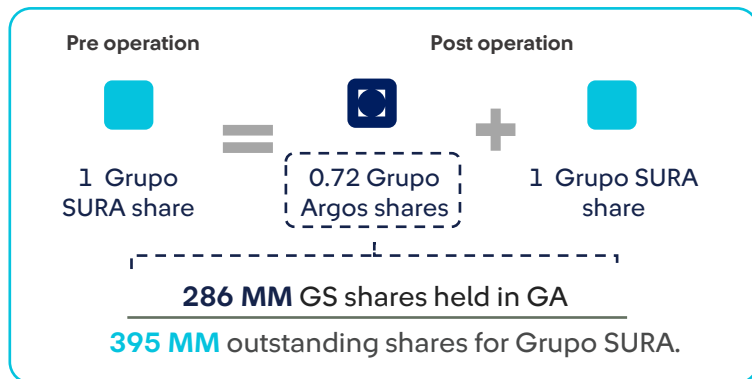 Pre operation
Post operation
=
+
1 Grupo
SURA share
0.72 Grupo
Argos shares
1 Grupo SURA
share
286 MM GS shares held in GA
395 MM outstanding shares for Grupo SURA.